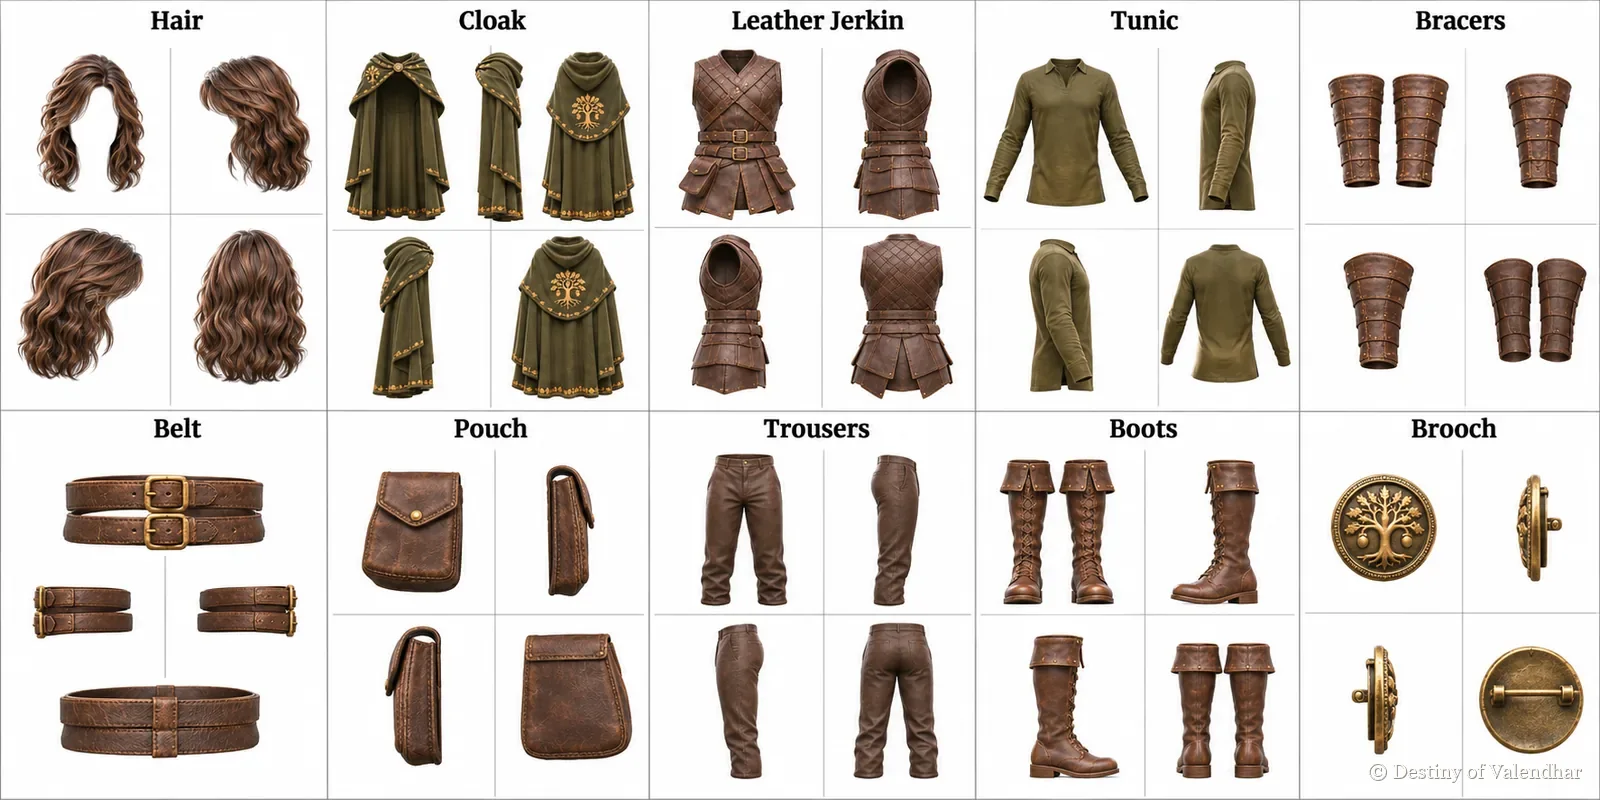 Hair
Cloak
Leather Jerkin
Tunic
Bracers
Belt
Pouch
Trousers
Boots
Brooch
© Destiny of Valendhar